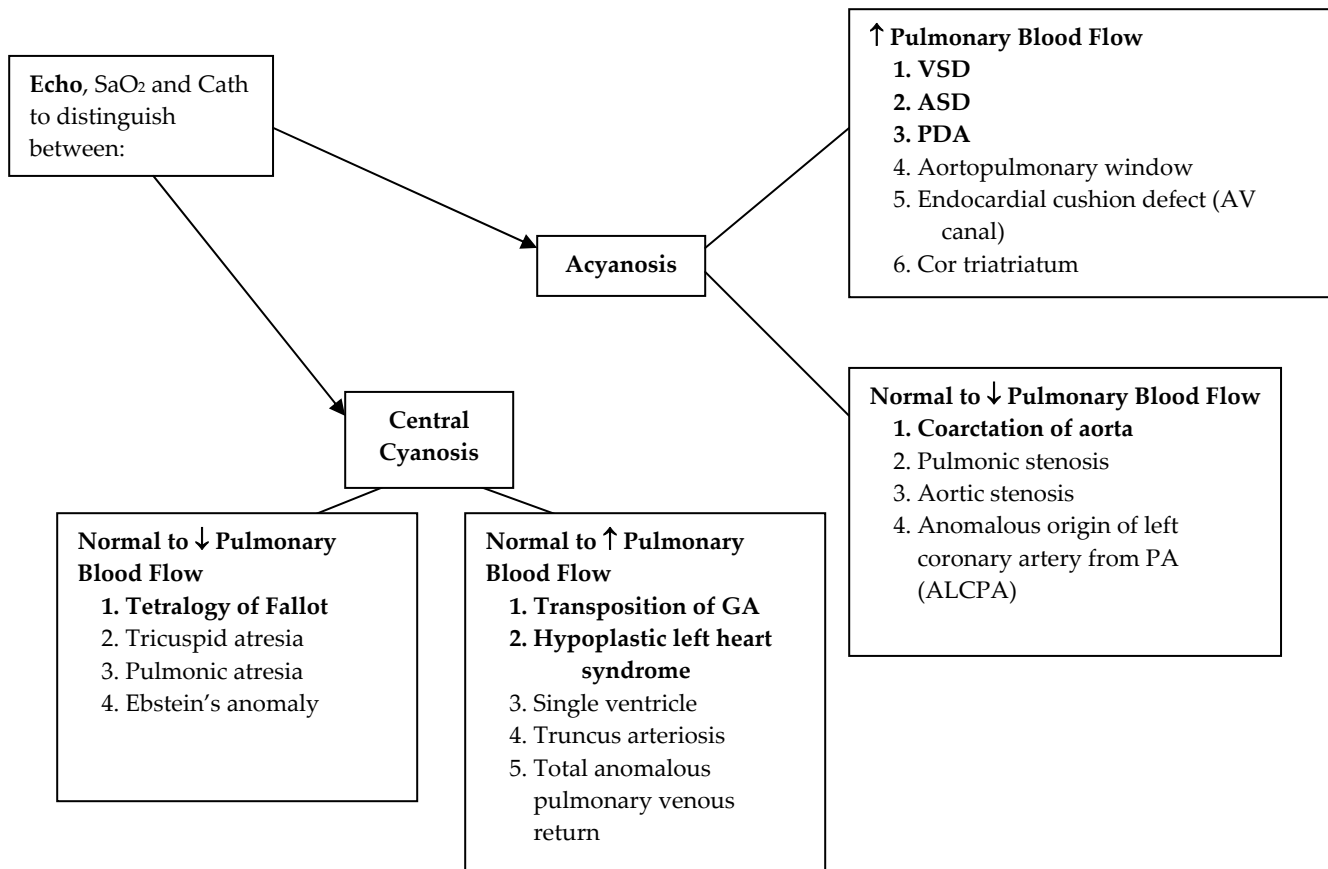 Echo, SaO2 and Cath
to distinguish
between:
↑ Pulmonary Blood Flow
1. VSD
2. ASD
3. PDA
4. Aortopulmonary window
5. Endocardial cushion defect (AV
canal)
6. Cor triatriatum
Acyanosis
Normal to ↓ Pulmonary Blood Flow
1. Coarctation of aorta
2. Pulmonic stenosis
3. Aortic stenosis
4. Anomalous origin of left
coronary artery from PA
(ALCPA)
Central
Cyanosis
Normal to ↓ Pulmonary
Blood Flow
1. Tetralogy of Fallot
2. Tricuspid atresia
3. Pulmonic atresia
4. Ebstein’s anomaly
Normal to ↑ Pulmonary
Blood Flow
1. Transposition of GA
2. Hypoplastic left heart
syndrome
3. Single ventricle
4. Truncus arteriosis
5. Total anomalous
pulmonary venous
return